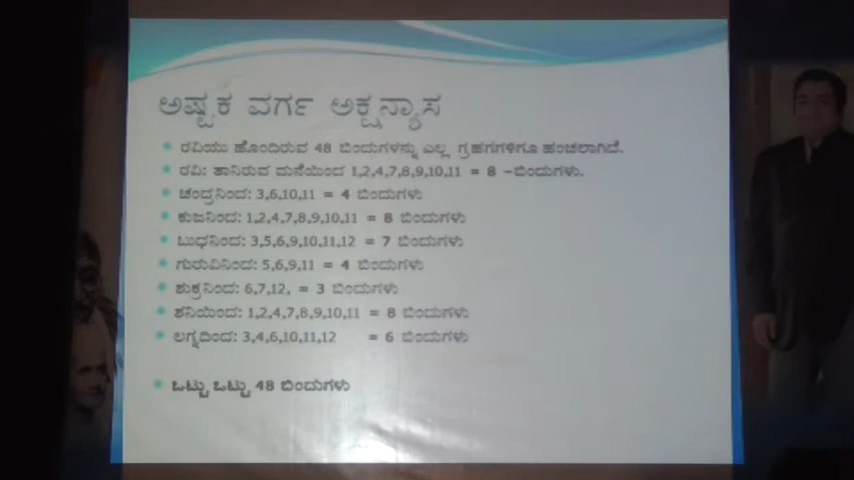 ಅಷ್ಟಕ ವರ್ಗ ಅಕ್ಷನ್ಯಾಸ
ರವಿಯು ಹೊಂದಿರುವ 48 ಬಿಂದುಗಳನ್ನು ಎಲ್ಲ ಗ್ರಹಗಗಳಿಗೂ ಹಂಚಲಾಗಿದೆ.
ರವಿ: ತಾನಿರುವ ಮನೆಯಿಂದ 1,2,4,7,8,9,10,11 = 8 -ಬಿಂದುಗಳು.
ಚಂದ್ರನಿಂದ: 3,6,10,11 = 4 ಬಿಂದುಗಳು
ಕುಜನಿಂದ: 1,2,4,7,8,9,10,11 = 8 ಬಿಂದುಗಳು
ಬುಧನಿಂದ: 3,5,6,9,10,11,12 = 7 ಬಿಂದುಗಳು
ಗುರುವಿನಿಂದ: 5,6,9,11 = 4 ಬಿಂದುಗಳು
ಶುಕ್ರನಿಂದ: 6,7,12, = 3 ಬಿಂದುಗಳು
ಶನಿಯಿಂದ: 1,2,4,7,8,9,10,11 = 8 ಬಿಂದುಗಳು
ಲಗ್ನದಿಂದ: 3,4,6,10,11,12 = 6 ಬಿಂದುಗಳು
ಒಟ್ಟು ಒಟ್ಟು 48 ಬಿಂದುಗಳು